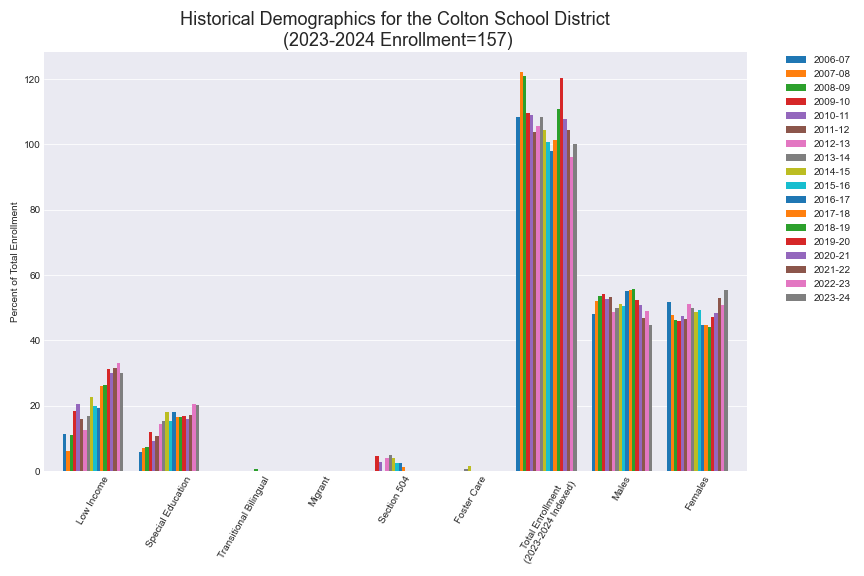 Historical Demographics for the Colton School District
(2023-2024 Enrollment=157)
Percent of Total Enrollment
120
100
80
60
40
20
0
Low Income
Special Education
Transitional Bilingual
Migrant
Section 504
Foster Care
Total Enrollment
(2023-2024 Indexed)
Males
Females
2006-07
2007-08
2008-09
2009-10
2010-11
2011-12
2012-13
2013-14
2014-15
2015-16
2016-17
2017-18
2018-19
2019-20
2020-21
2021-22
2022-23
2023-24